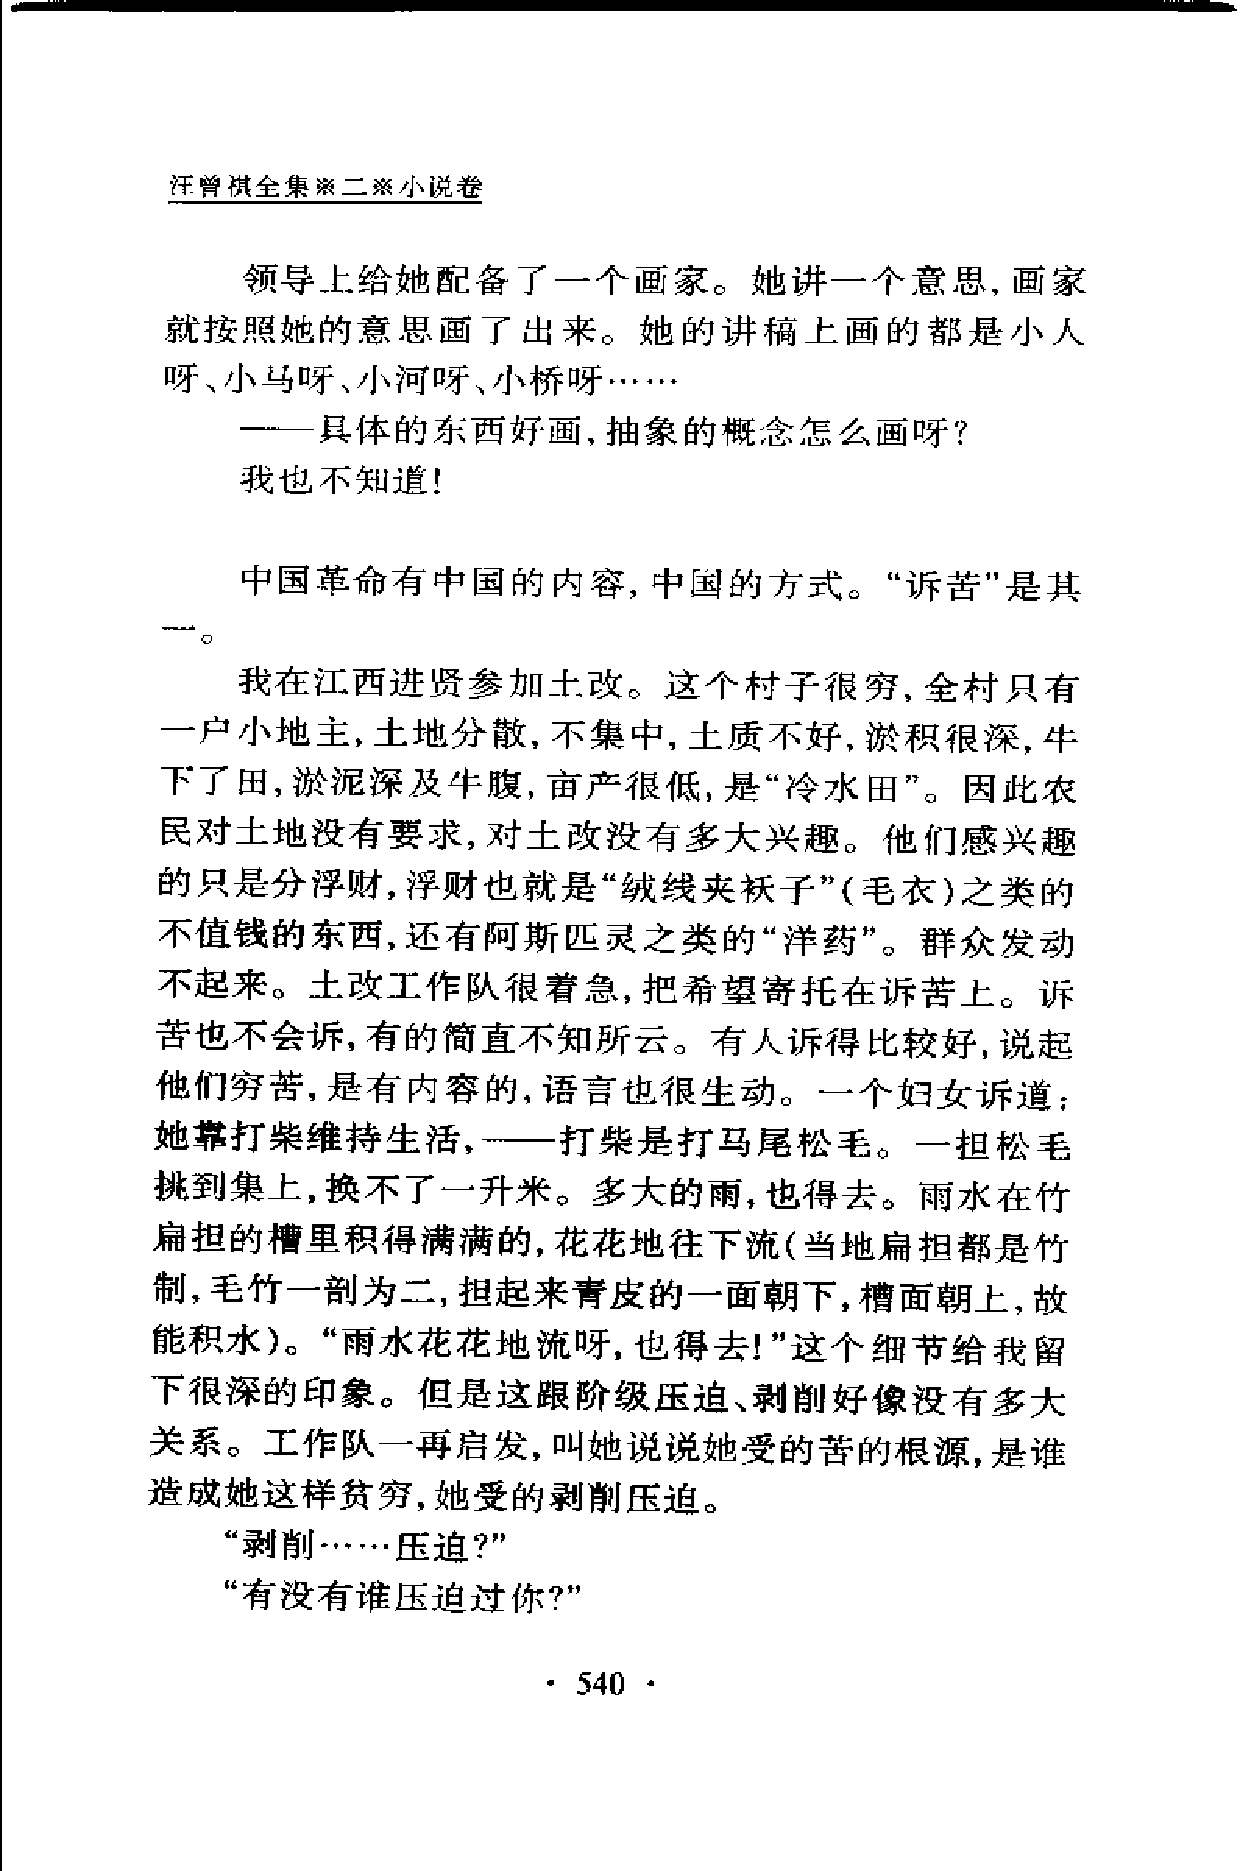 汪曾祺全集※二※小说卷
领导上给她配备了一个画家。她讲一个意思,画家
就按照她的意思画了出来。她的讲稿上画的都是小人
呀、小马呀、小河呀、小桥呀……
——具体的东西好画,抽象的概念怎么画呀?
我也不知道!
中国革命有中国的内容,中国的方式。“诉苦”是其
一。
我在江西进贤参加土改。这个村子很穷,全村只有
一户小地主,土地分散,不集中,土质不好,淤积很深,牛
下了田,淤泥深及牛腹,亩产很低,是“冷水田”。因此农
民对土地没有要求,对土改没有多大兴趣。他们感兴趣
的只是分浮财,浮财也就是“绒线夹袄子”(毛衣)之类的
不值钱的东西,还有阿斯匹灵之类的“洋药”。群众发动
不起来。土改工作队很着急,把希望寄托在诉苦上。诉
苦也不会诉,有的简直不知所云。有人诉得比较好,说起
他们穷苦,是有内容的,语言也很生动。一个妇女诉道:
她靠打柴维持生活,——打柴是打马尾松毛。一担松毛
挑到集上,换不了一升米。多大的雨,也得去。雨水在竹
扁担的槽里积得满满的,花花地往下流(当地扁担都是竹
制,毛竹一剖为二,担起来青皮的一面朝下,槽面朝上,故
能积水)。“雨水花花地流呀,也得去!”这个细节给我留
下很深的印象。但是这跟阶级压迫、剥削好像没有多大
关系。工作队一再启发,叫她说说她受的苦的根源,是谁
造成她这样贫穷,她受的剥削压迫。
“剥削……压迫?”
“有没有谁压迫过你?”
· 540 ·